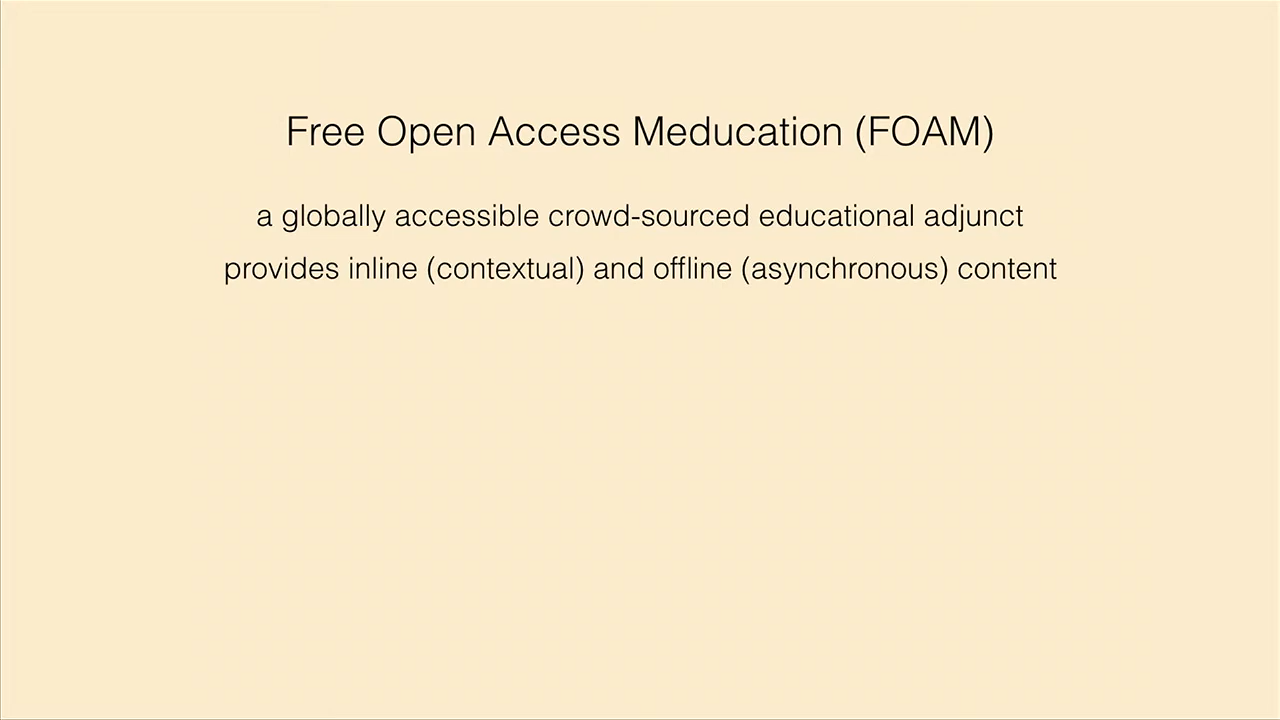 Free Open Access Meducation (FOAM)
a globally accessible crowd-sourced educational adjunct
provides inline (contextual) and offline (asynchronous) content